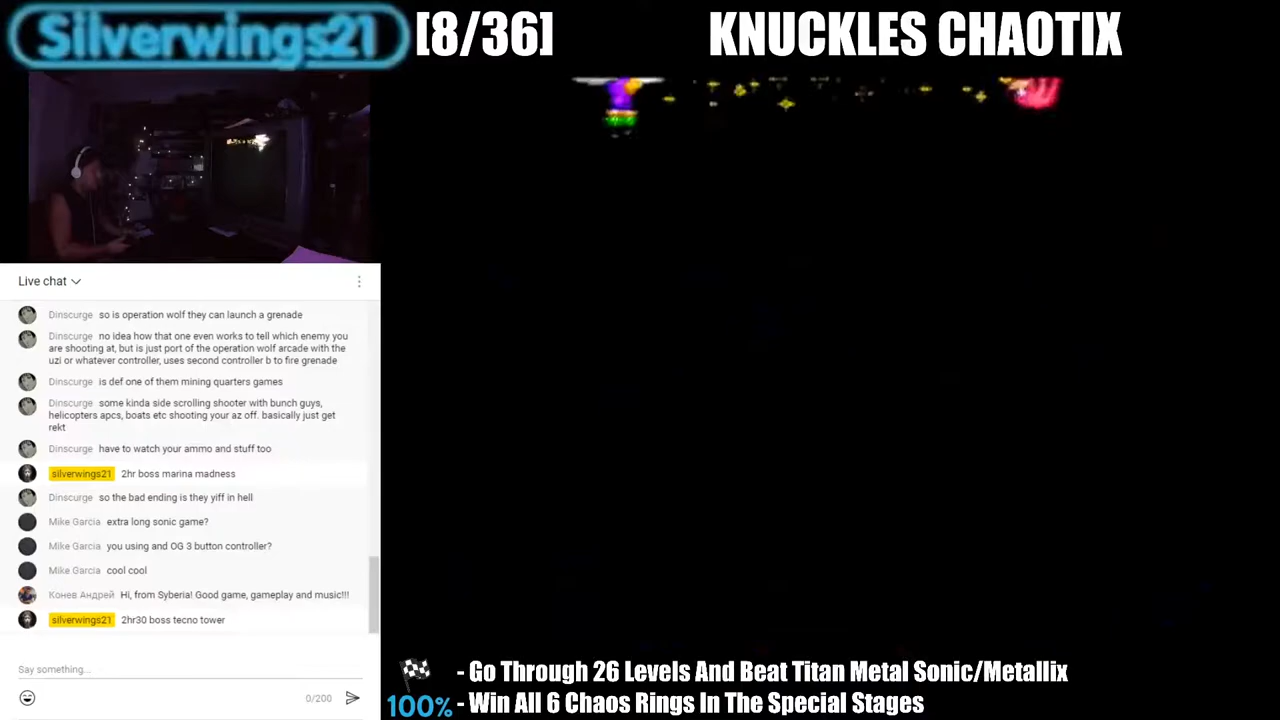 Silverwings21 [8/36] KNUCKLES CHAOTIX
Live chat
Dinscurge so is operation wolf they can launch a grenade
Dinscurge no idea how that one even works to tell which enemy you
are shooting at, but is just port of the operation wolf arcade with the
uzi or whatever controller, uses second controller b to fire grenade
Dinscurge is def one of them mining quarters games
Dinscurge some kinda side scrolling shooter with bunch guys,
helicopters apcs, boats etc shooting your az off. basically just get
rekt
Dinscurge have to watch your ammo and stuff too
silverwings21 2hr boss marina madness
Dinscurge so the bad ending is they yiff in hell
Mike Garcia extra long sonic game?
Mike Garcia you using and OG 3 button controller?
Mike Garcia cool cool
Конев Андрей Hi, from Syberia! Good game, gameplay and music!!!
silverwings21 2hr30 boss tecno tower
Say something...
0/200
- Go Through 26 Levels And Beat Titan Metal Sonic/Metallix
100% - Win All 6 Chaos Rings In The Special Stages